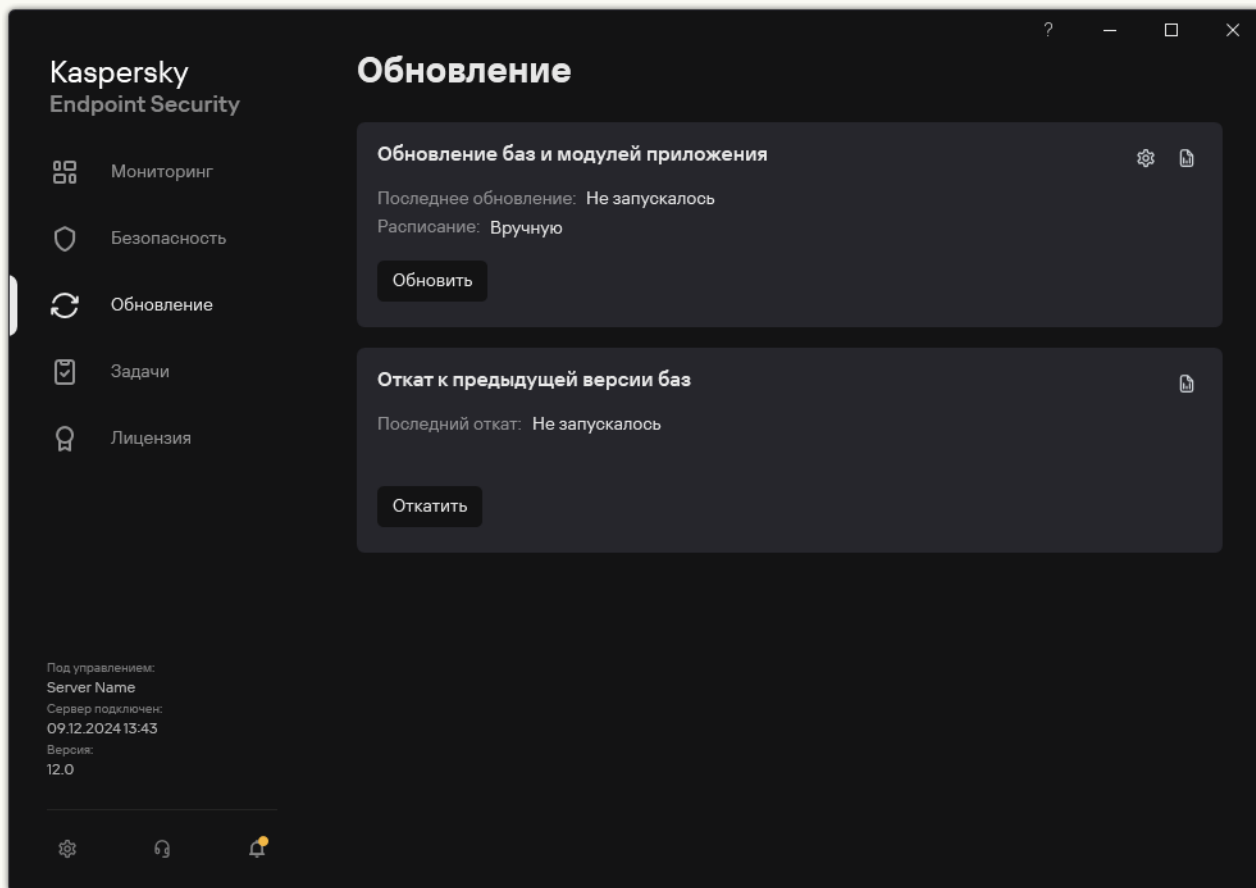 ?
Kaspersky
Endpoint Security
Мониторинг
Безопасность
Обновление
Задачи
Лицензия
Под управлением:
Server Name
Сервер подключен:
09.12.2024 13:43
Версия:
12.0
Обновление
Обновление баз и модулей приложения
Последнее обновление: Не запускалось
Расписание: Вручную
Обновить
Откат к предыдущей версии баз
Последний откат: Не запускалось
Откатить